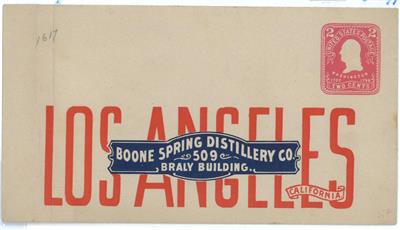 1617
2 2
UNITED STATES POSTAGE
WASHINGTON
TWO CENTS
LOS ANGELES
BOONE SPRING DISTILLERY CO.
509
BRALY BUILDING.
CALIFORNIA.